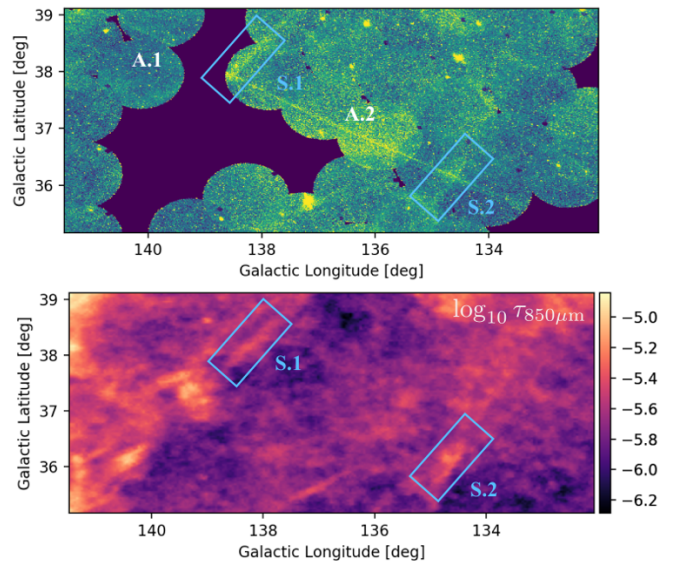 39
A.1
38
S.1
A.2
37
36
S.2
Galactic Latitude [deg]
140
138
136
134
Galactic Longitude [deg]
39
log₁₀ τ₈₅₀μm
38
S.1
37
36
S.2
Galactic Latitude [deg]
140
138
136
134
Galactic Longitude [deg]
−5.0
−5.2
−5.4
−5.6
−5.8
−6.0
−6.2